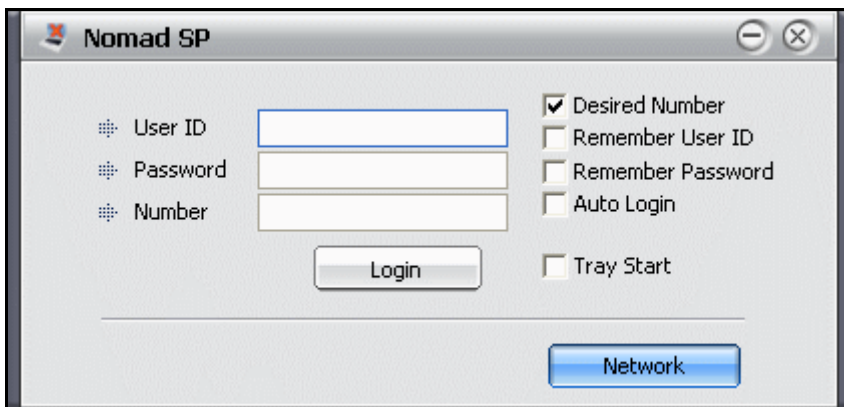 Nomad SP
User ID
Password
Number
Desired Number
Remember User ID
Remember Password
Auto Login
Login
Tray Start
Network